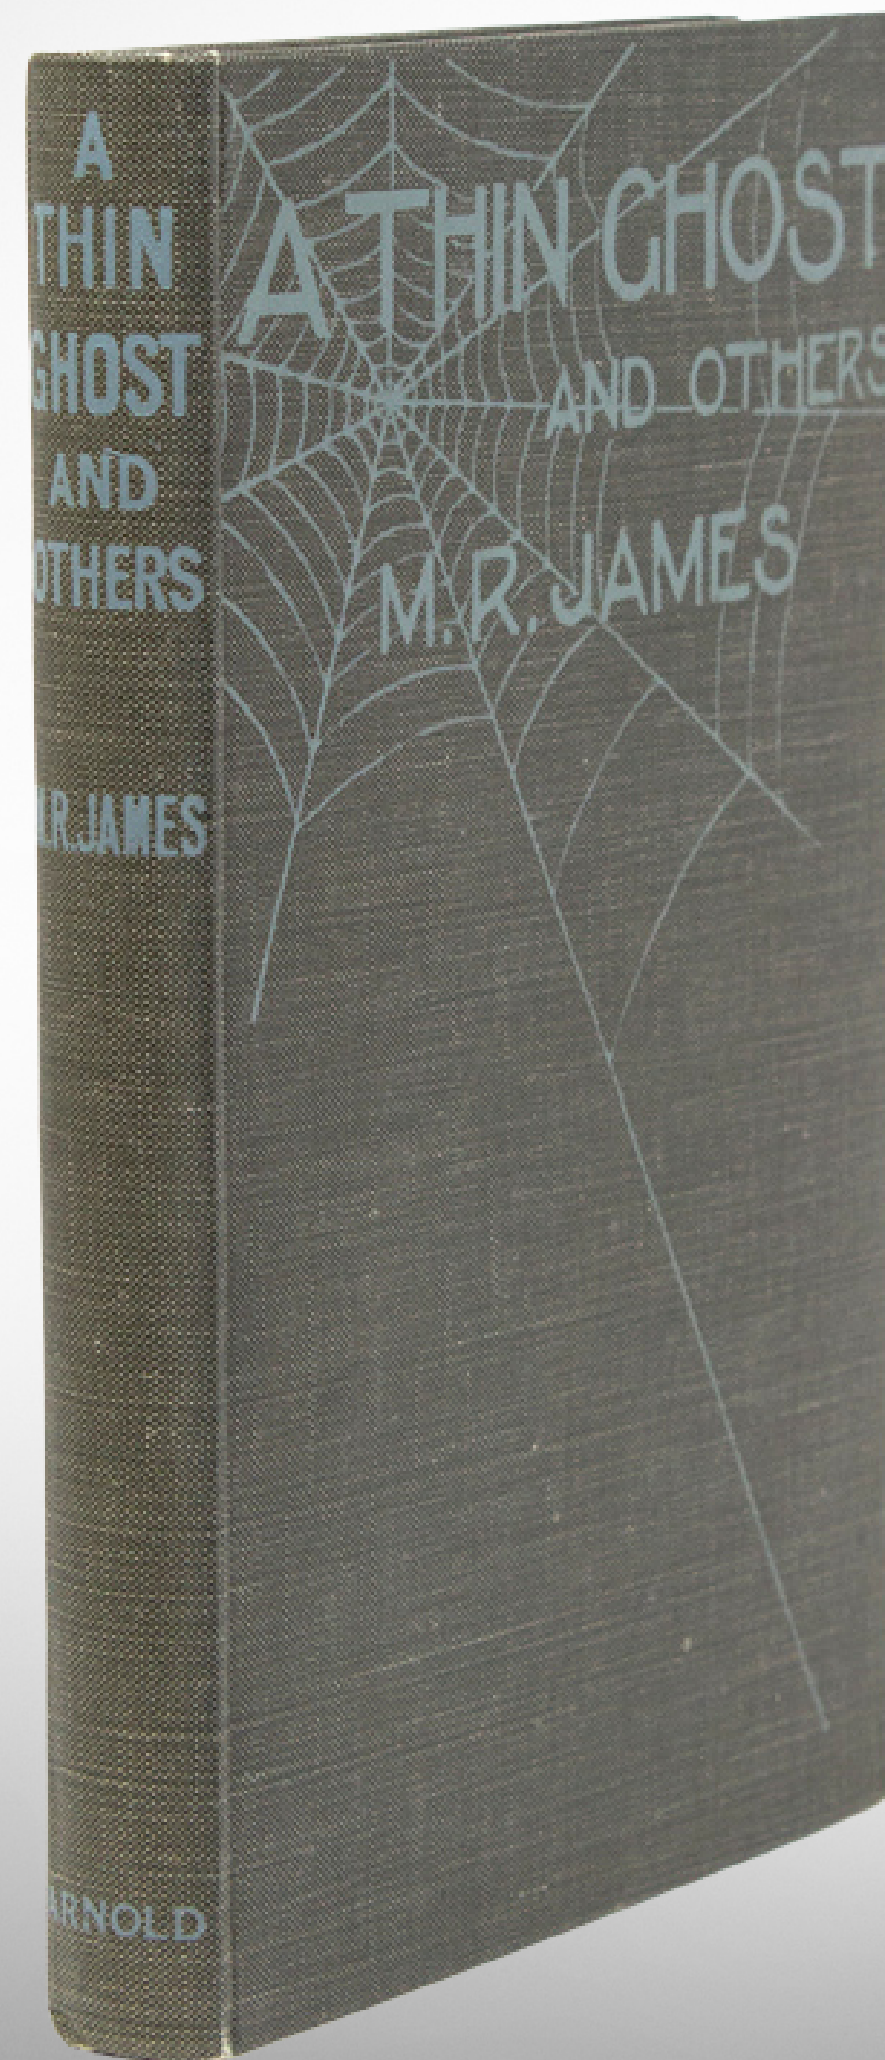 A
THIN
GHOST
AND
OTHERS
M.R.JAMES
ARNOLD
A THIN GHOST
AND OTHERS
M. R. JAMES